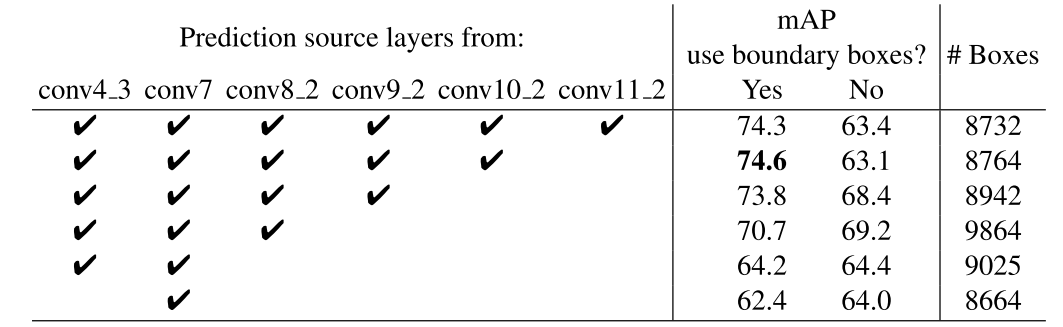 Prediction source layers from: mAP
use boundary boxes? # Boxes
conv4_3 conv7 conv8_2 conv9_2 conv10_2 conv11_2 Yes No
✔ ✔ ✔ ✔ ✔ ✔ 74.3 63.4 8732
✔ ✔ ✔ ✔ ✔ 74.6 63.1 8764
✔ ✔ ✔ ✔ 73.8 68.4 8942
✔ ✔ ✔ 70.7 69.2 9864
✔ ✔ 64.2 64.4 9025
✔ 62.4 64.0 8664